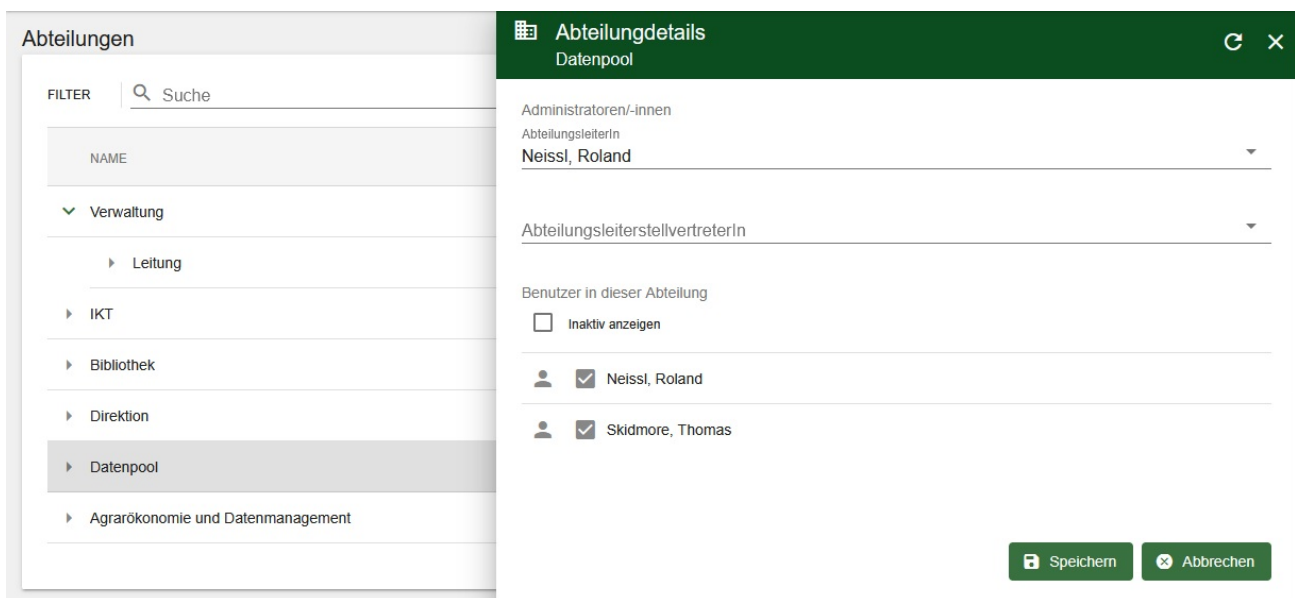 Abteilungen
FILTER
Suche
NAME
Verwaltung
Leitung
IKT
Bibliothek
Direktion
Datenpool
Agrarökonomie und Datenmanagement
Abteilungdetails
Datenpool
Administratoren/-innen
AbteilungsleiterIn
Neissl, Roland
AbteilungsleiterstellvertreterIn
Benutzer in dieser Abteilung
Inaktiv anzeigen
Neissl, Roland
Skidmore, Thomas
Speichern
Abbrechen